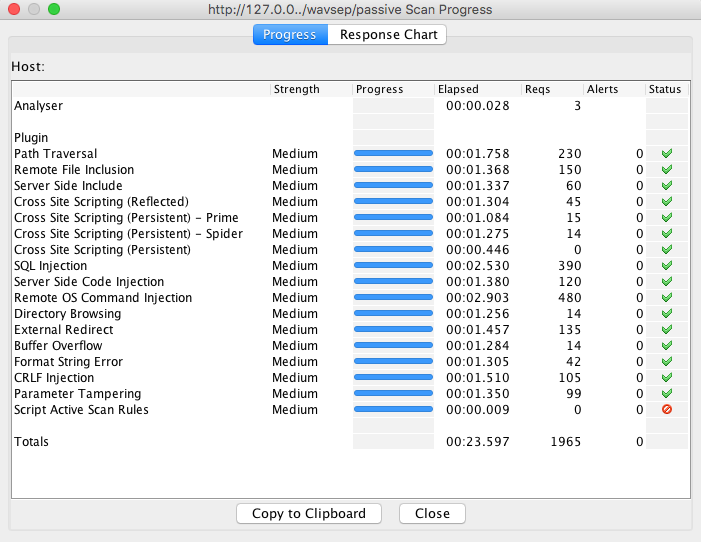 http://127.0.0../wavsep/passive Scan Progress
Progress Response Chart
Host:
Strength Progress Elapsed Reqs Alerts Status
Analyser 00:00.028 3
Plugin
Path Traversal Medium 00:01.758 230 0
Remote File Inclusion Medium 00:01.368 150 0
Server Side Include Medium 00:01.337 60 0
Cross Site Scripting (Reflected) Medium 00:01.304 45 0
Cross Site Scripting (Persistent) – Prime Medium 00:01.084 15 0
Cross Site Scripting (Persistent) – Spider Medium 00:01.275 14 0
Cross Site Scripting (Persistent) Medium 00:00.446 0 0
SQL Injection Medium 00:02.530 390 0
Server Side Code Injection Medium 00:01.380 120 0
Remote OS Command Injection Medium 00:02.903 480 0
Directory Browsing Medium 00:01.256 14 0
External Redirect Medium 00:01.457 135 0
Buffer Overflow Medium 00:01.284 14 0
Format String Error Medium 00:01.305 42 0
CRLF Injection Medium 00:01.510 105 0
Parameter Tampering Medium 00:01.350 99 0
Script Active Scan Rules Medium 00:00.009 0 0
Totals 00:23.597 1965 0
Copy to Clipboard Close